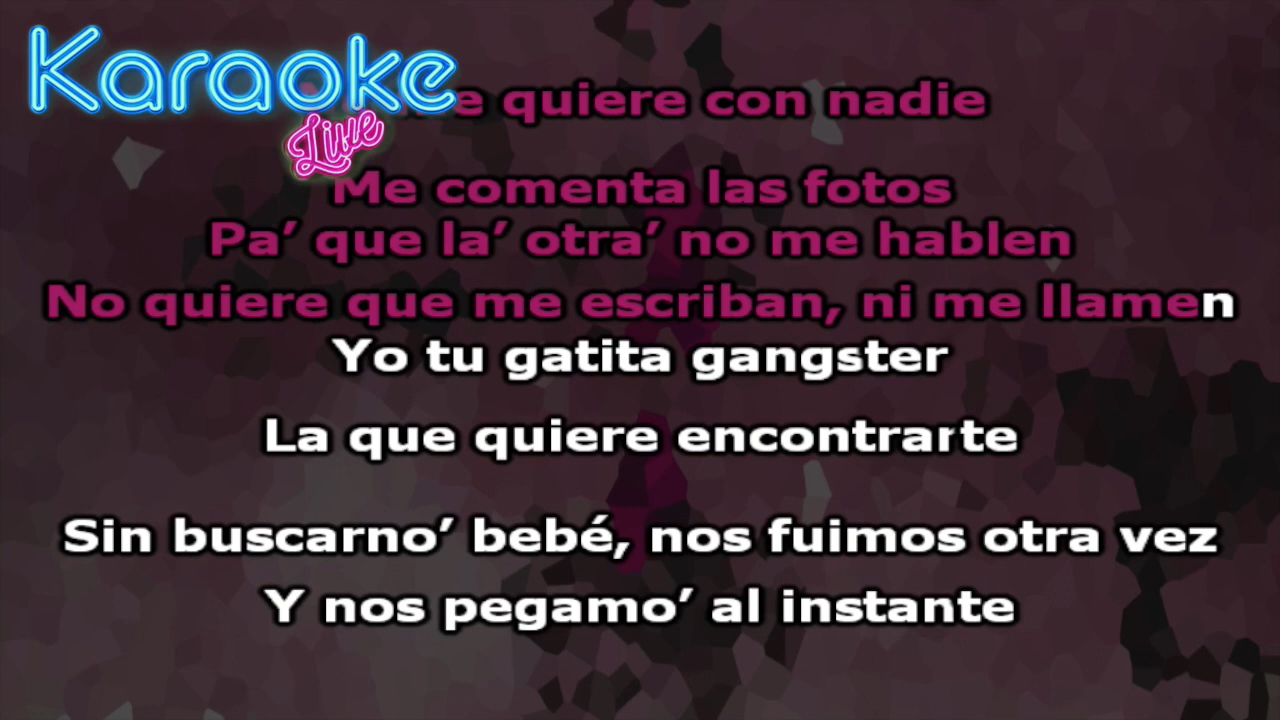 Karaoke
Live
quiere con nadie
Me comenta las fotos
Pa’ que la’ otra’ no me hablen
No quiere que me escriban, ni me llamen
Yo tu gatita gangster
La que quiere encontrarte
Sin buscarno’ bebé, nos fuimos otra vez
Y nos pegamo’ al instante